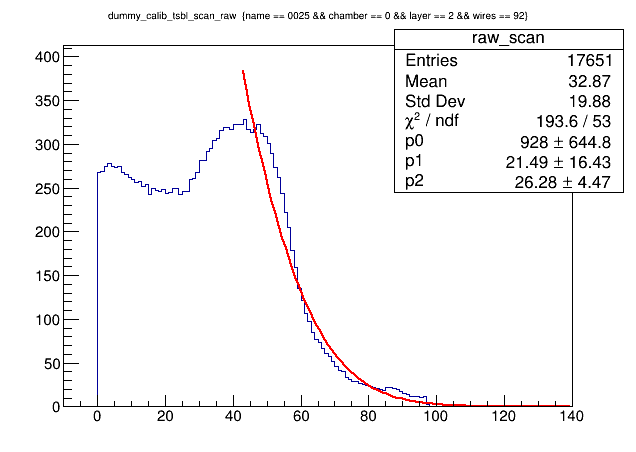 dummy_calib_tsbl_scan_raw {name == 0025 && chamber == 0 && layer == 2 && wires == 92}
raw_scan
Entries 17651
Mean 32.87
Std Dev 19.88
χ² / ndf 193.6 / 53
p0 928 ± 644.8
p1 21.49 ± 16.43
p2 26.28 ± 4.47
400
350
300
250
200
150
100
50
0
0 20 40 60 80 100 120 140